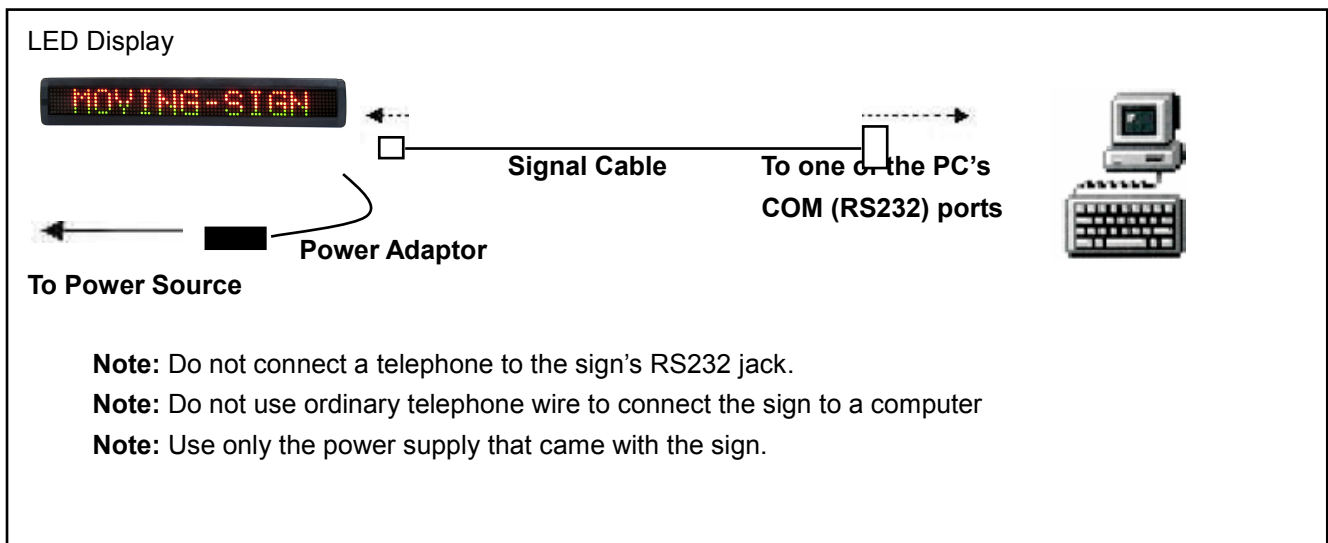 LED Display
MOVING-SIGN
Signal Cable
To one of the PC’s
COM (RS232) ports
Power Adaptor
To Power Source
Note: Do not connect a telephone to the sign’s RS232 jack.
Note: Do not use ordinary telephone wire to connect the sign to a computer
Note: Use only the power supply that came with the sign.